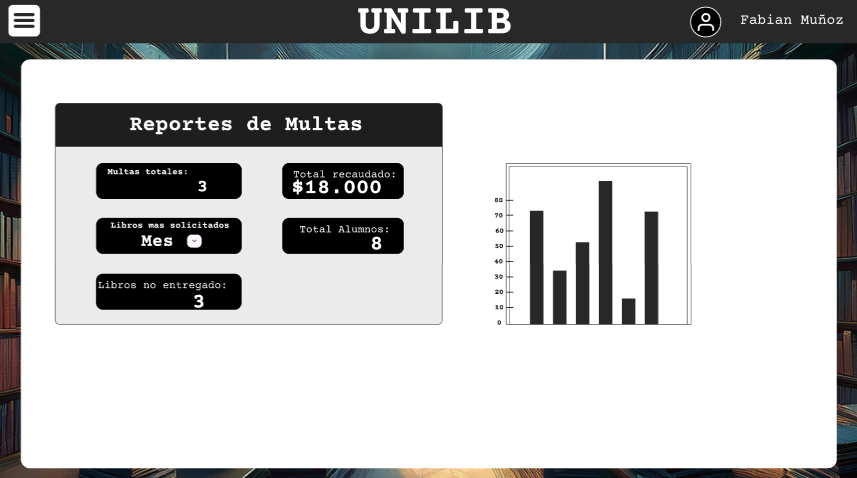 UNILIB
Fabian Muñoz
Reportes de Multas
Multas totales:
3
Total recaudado:
$18.000
Libros mas solicitados
Mes
Total Alumnos:
8
Libros no entregado:
3
80
70
60
50
40
30
20
10
0